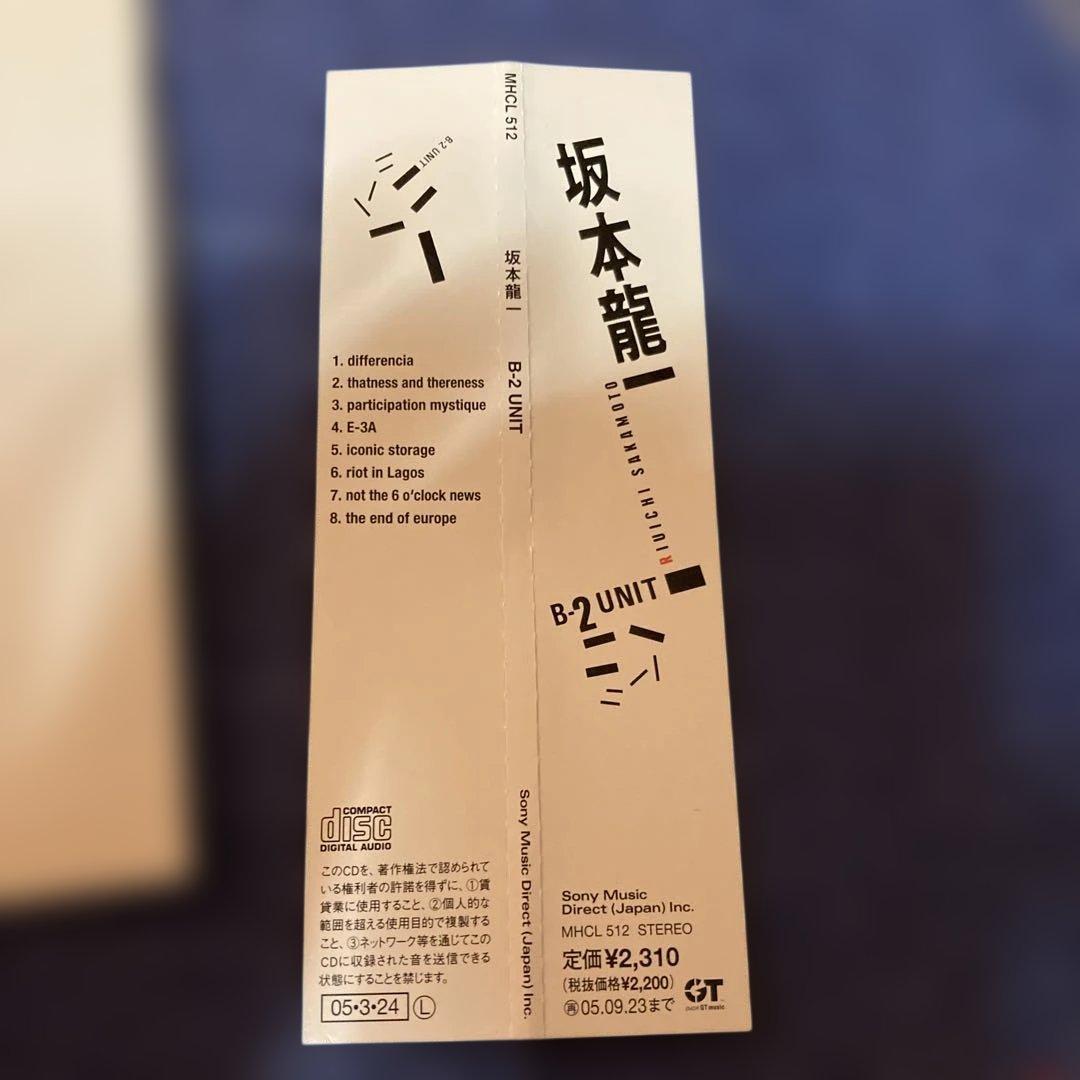 B-2 UNIT
1. differencia
2. thatness and thereness
3. participation mystique
4. E-3A
5. iconic storage
6. riot in Lagos
7. not the 6 o'clock news
8. the end of europe
COMPACT
disc
DIGITAL AUDIO
このCDを、著作権法で認められて
いる権利者の許諾を得ずに、①賃
貸業に使用すること、②個人的な
範囲を超える使用目的で複製する
こと、③ネットワーク等を通じてこの
CDに収録された音を送信できる
状態にすることを禁じます。
05•3•24 Ⓛ
MHCL 512 坂本龍一 B-2 UNIT Sony Music Direct (Japan) Inc.
坂本龍一
RIUICHI SAKAMOTO
B-2 UNIT
Sony Music
Direct (Japan) Inc.
MHCL 512 STEREO
定価¥2,310
(税抜価格¥2,200)
㊢05.09.23まで
GT